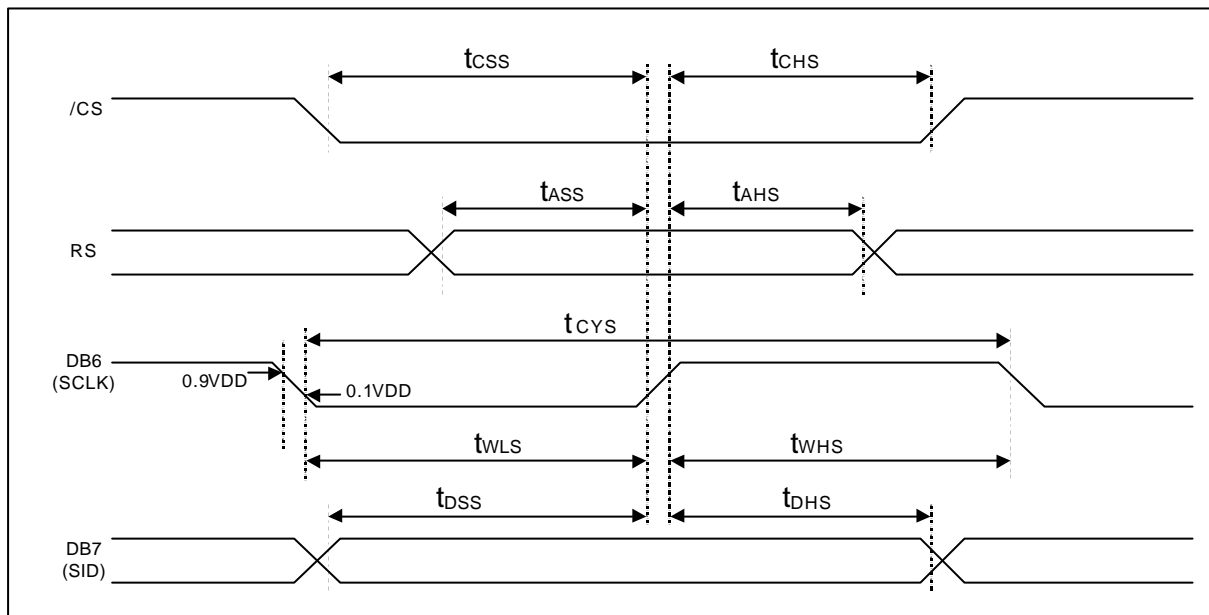 tCSS tCHS
/CS
tASS tAHS
RS
tCYS
DB6
(SCLK)
0.9VDD
0.1VDD
tWLS tWHS
tDSS tDHS
DB7
(SID)